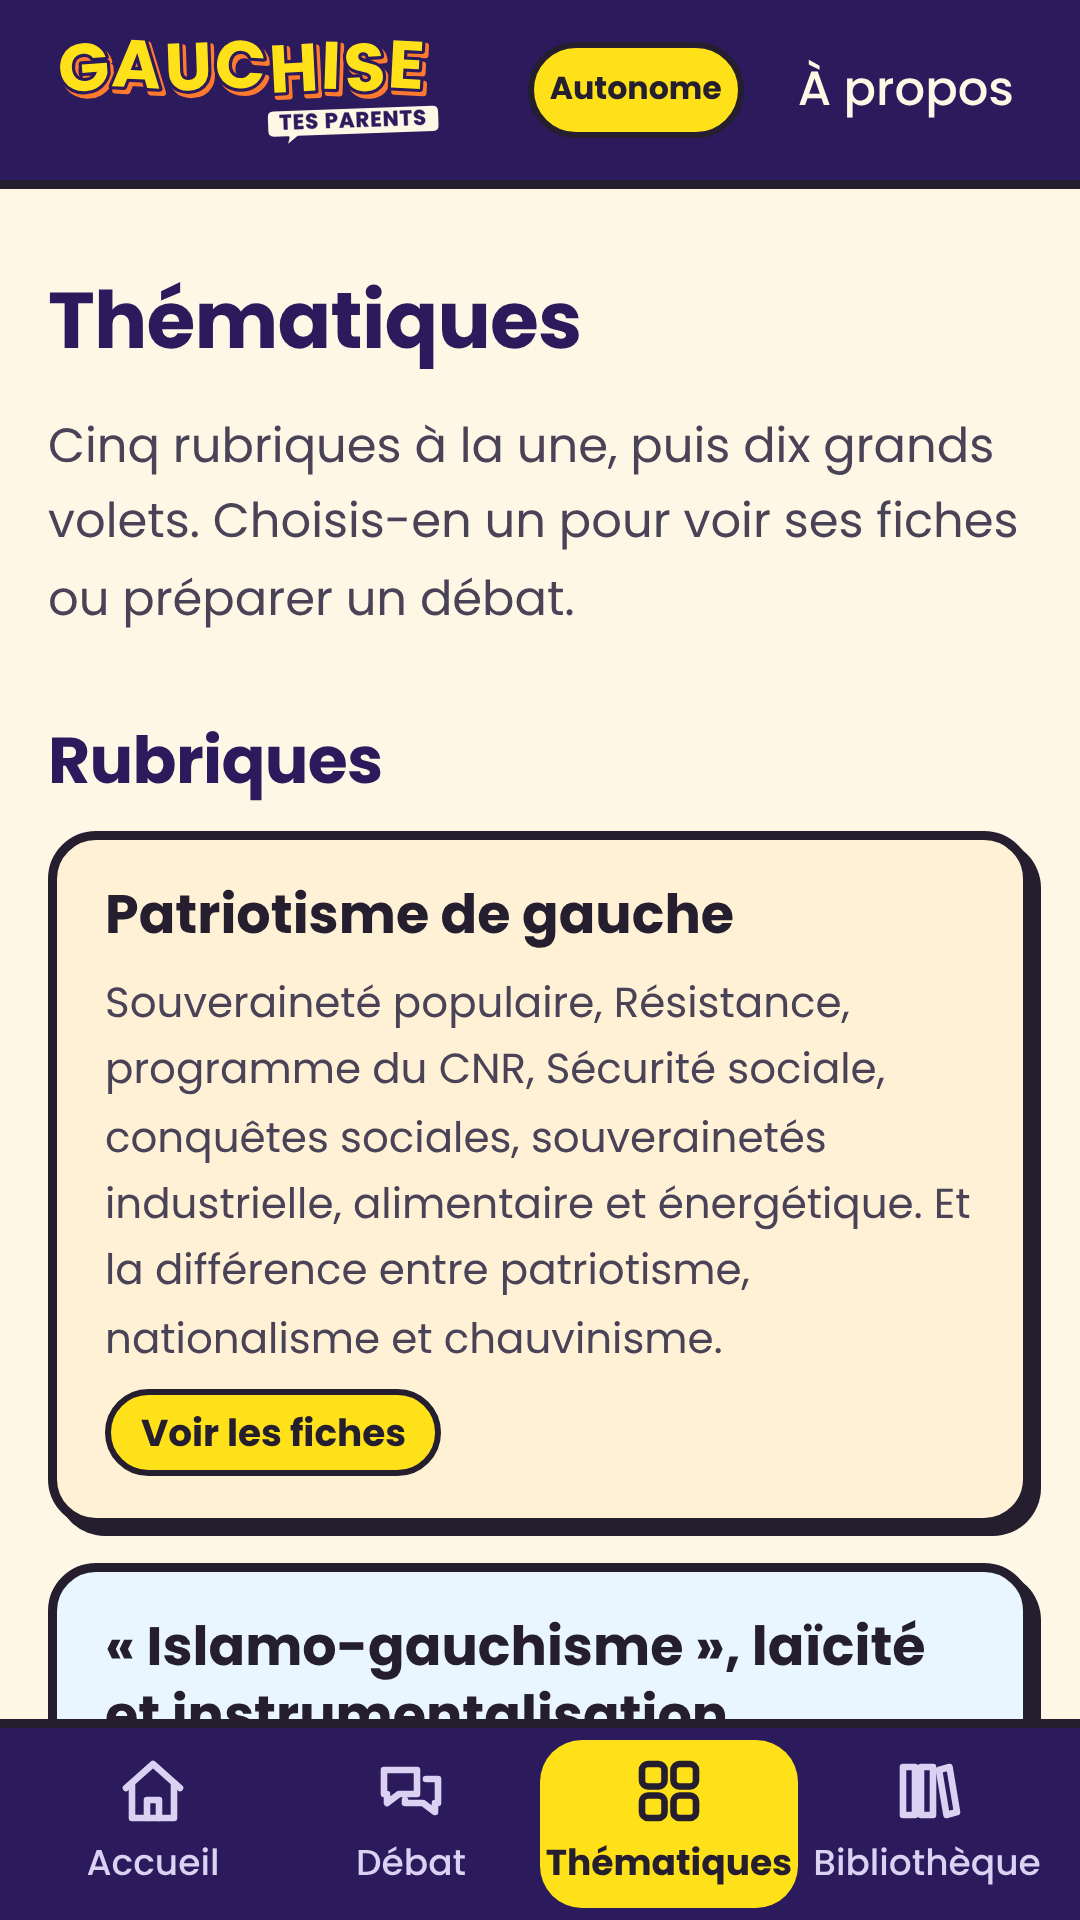 GAUCHISE
TES PARENTS
Autonome
À propos
Thématiques
Cinq rubriques à la une, puis dix grands
volets. Choisis-en un pour voir ses fiches
ou préparer un débat.
Rubriques
Patriotisme de gauche
Souveraineté populaire, Résistance,
programme du CNR, Sécurité sociale,
conquêtes sociales, souverainetés
industrielle, alimentaire et énergétique. Et
la différence entre patriotisme,
nationalisme et chauvinisme.
Voir les fiches
« Islamo-gauchisme », laïcité
et instrumentalisation
Accueil
Débat
Thématiques
Bibliothèque